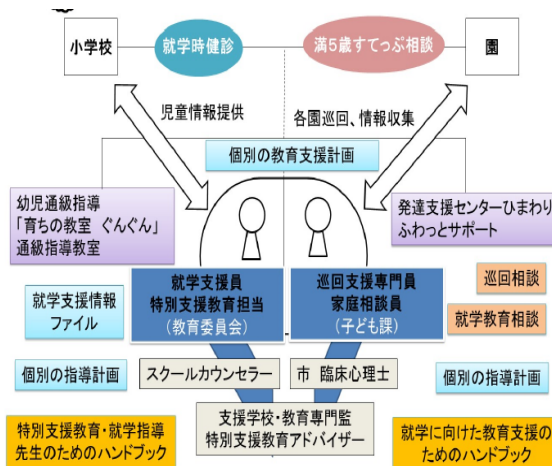 小学校
就学時健診
満5歳すてっぷ相談
園
児童情報提供
各園巡回、情報収集
個別の教育支援計画
幼児通級指導
「育ちの教室 ぐんぐん」
通級指導教室
発達支援センターひまわり
ふわっとサポート
就学支援員
特別支援教育担当
（教育委員会）
巡回支援専門員
家庭相談員
（子ども課）
巡回相談
就学教育相談
就学支援情報
ファイル
個別の指導計画
スクールカウンセラー
市 臨床心理士
個別の指導計画
特別支援教育・就学指導
先生のためのハンドブック
支援学校・教育専門監
特別支援教育アドバイザー
就学に向けた教育支援の
ためのハンドブック